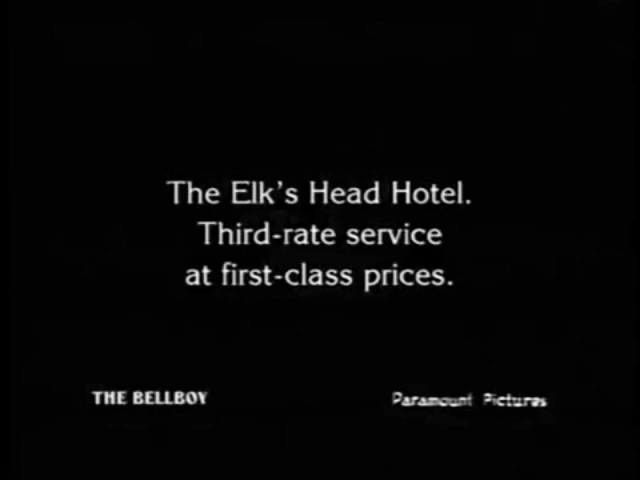 The Elk's Head Hotel.
Third-rate service
at first-class prices.
THE BELLBOY
Paramount Pictures